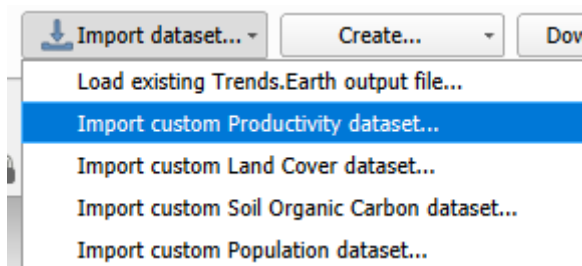 Import dataset... Create...
Load existing Trends.Earth output file...
Import custom Productivity dataset...
Import custom Land Cover dataset...
Import custom Soil Organic Carbon dataset...
Import custom Population dataset...